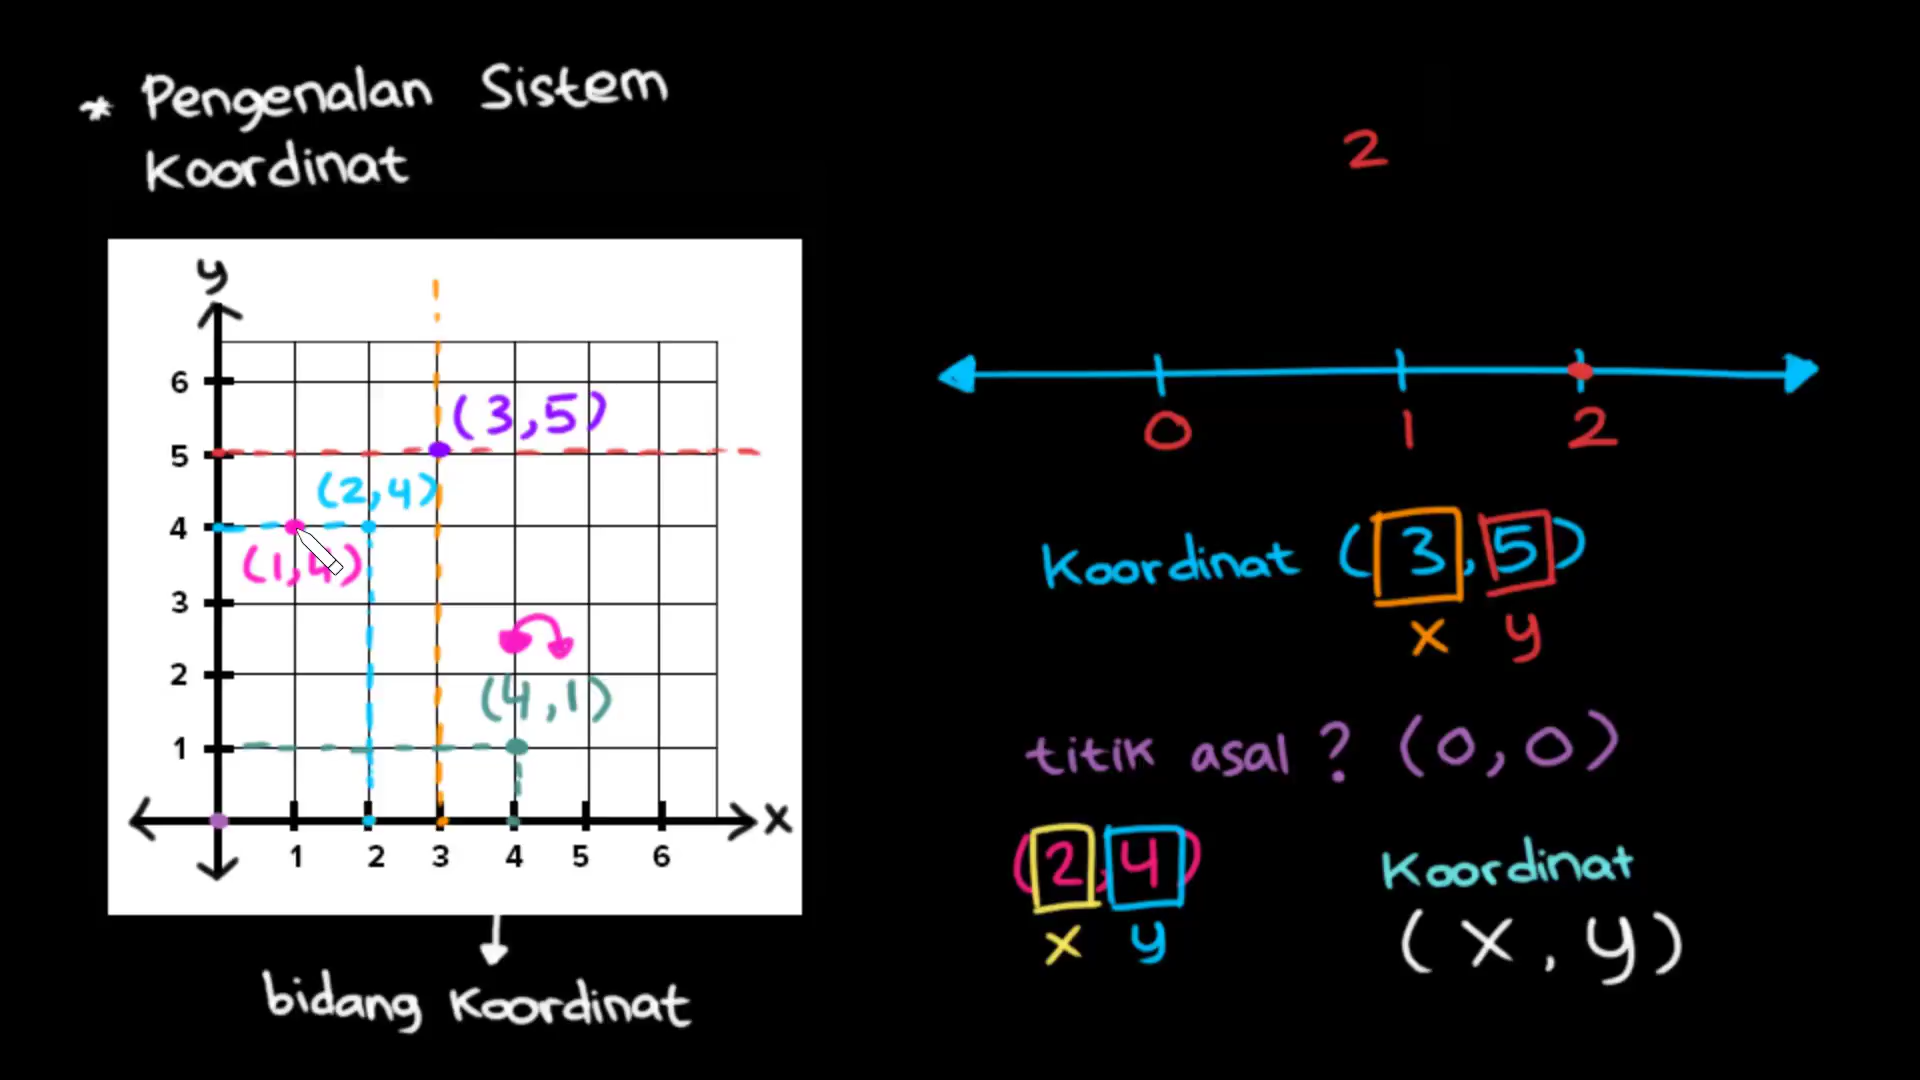 * Pengenalan Sistem
Koordinat
y
6
5
4
3
2
1
(3,5)
(2,4)
(1,4)
(4,1)
x
1 2 3 4 5 6
bidang Koordinat
2
0 1 2
Koordinat (3,5)
x y
titik asal ? (0,0)
(2,4)
x y
Koordinat
(x,y)